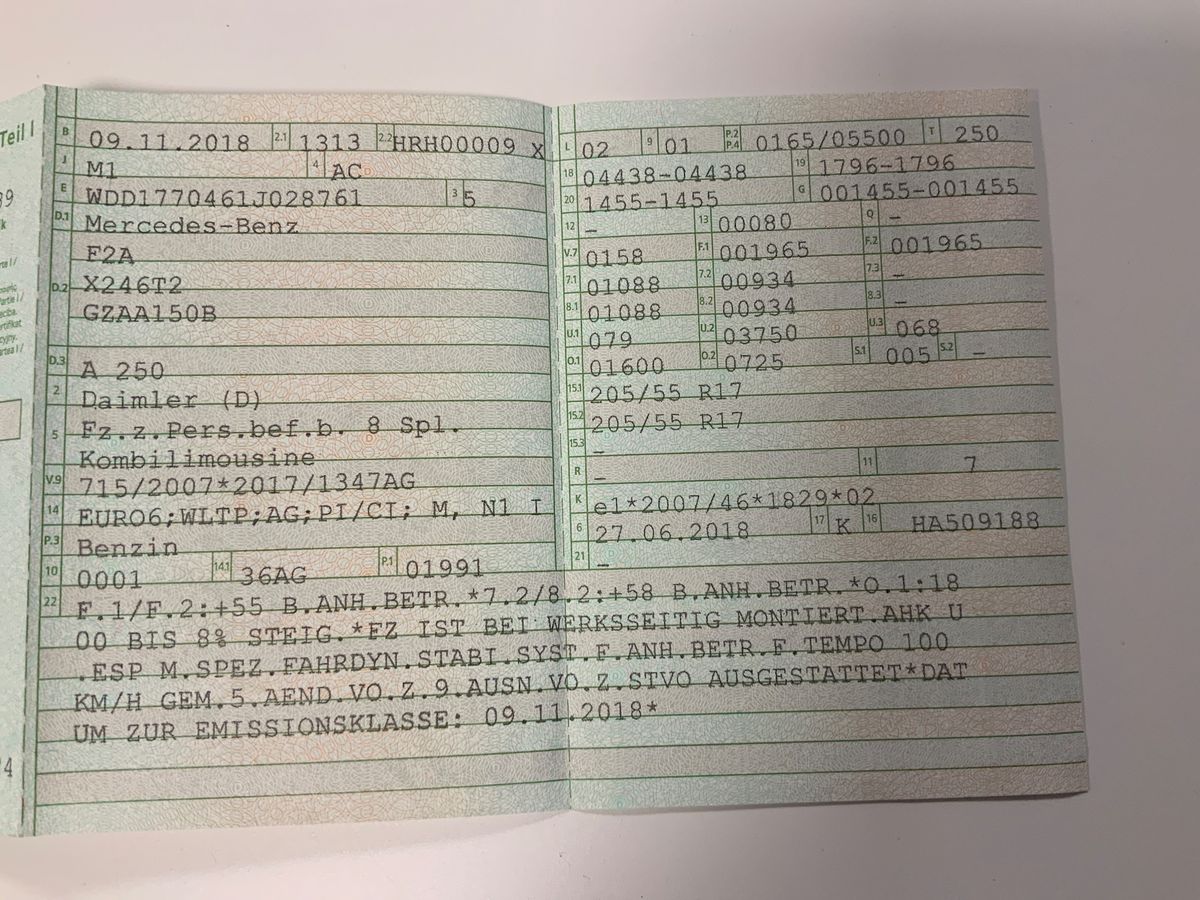 Teil I
B 09.11.2018 2.1 1313 2.2 HRH00009 X
J M1 4 AC
E WDD1770461J028761 3 5
D.1 Mercedes-Benz
F2A
D.2 X246T2
GZAA150B
D.3 A 250
2 Daimler (D)
5 Fz.z.Pers.bef.b. 8 Spl.
Kombilimousine
V.9 715/2007*2017/1347AG
14 EURO6;WLTP;AG;PI/CI; M, N1 I
P.3 Benzin
10 0001 14.1 36AG P.1 01991
L 02 9 01 P.2 P.4 0165/05500 T 250
18 04438-04438 19 1796-1796
20 1455-1455 G 001455-001455
12 – 13 00080 Q –
V.7 0158 F.1 001965 F.2 001965
7.1 01088 7.2 00934 7.3 –
8.1 01088 8.2 00934 8.3 –
U.1 079 U.2 03750 U.3 068
O.1 01600 O.2 0725 S.1 005 S.2 –
15.1 205/55 R17
15.2 205/55 R17
15.3 –
R – 11 7
K e1*2007/46*1829*02
6 27.06.2018 17 K 16 HA509188
21 –
22 F.1/F.2:+55 B.ANH.BETR.*7.2/8.2:+58 B.ANH.BETR.*O.1:18
00 BIS 8% STEIG.*FZ IST BEI WERKSSEITIG MONTIERT.AHK U
.ESP M.SPEZ.FAHRDYN.STABI.SYST.F.ANH.BETR.F.TEMPO 100
KM/H GEM.5.AEND.VO.Z.9.AUSN.VO.Z.STVO AUSGESTATTET*DAT
UM ZUR EMISSIONSKLASSE: 09.11.2018*